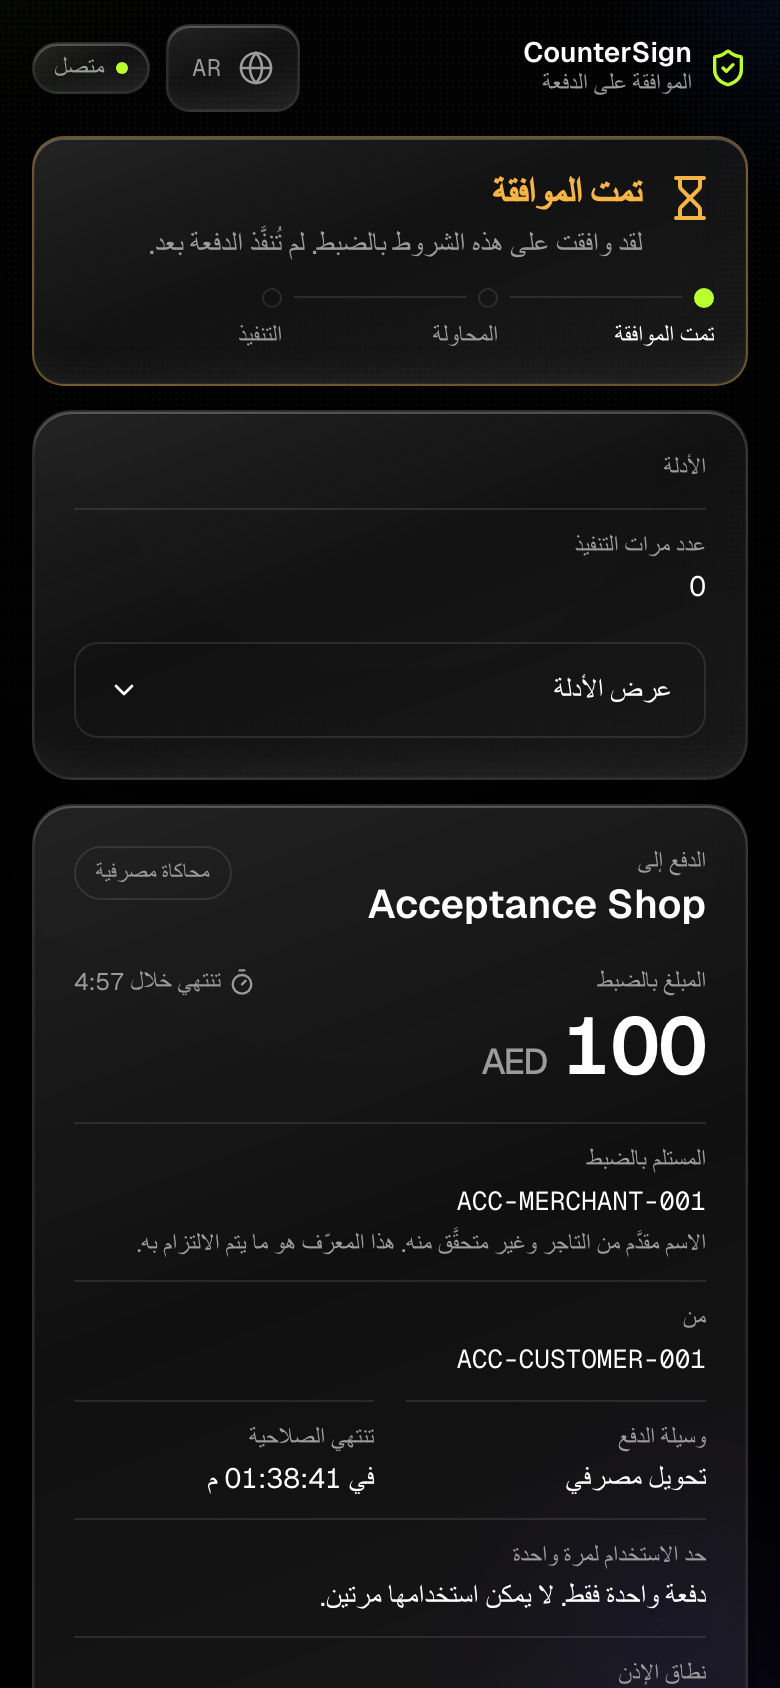 CounterSign
الموافقة على الدفعة
AR
متصل
تمت الموافقة
لقد وافقت على هذه الشروط بالضبط. لم تُنفَّذ الدفعة بعد.
تمت الموافقة
المحاولة
التنفيذ
الأدلة
عدد مرات التنفيذ
0
عرض الأدلة
الدفع إلى
محاكاة مصرفية
Acceptance Shop
المبلغ بالضبط
تنتهي خلال 4:57
100 AED
المستلم بالضبط
ACC-MERCHANT-001
الاسم مقدَّم من التاجر وغير متحقَّق منه. هذا المعرّف هو ما يتم الالتزام به.
من
ACC-CUSTOMER-001
وسيلة الدفع
تحويل مصرفي
تنتهي الصلاحية
في 01:38:41 م
حد الاستخدام لمرة واحدة
دفعة واحدة فقط. لا يمكن استخدامها مرتين.
نطاق الإذن